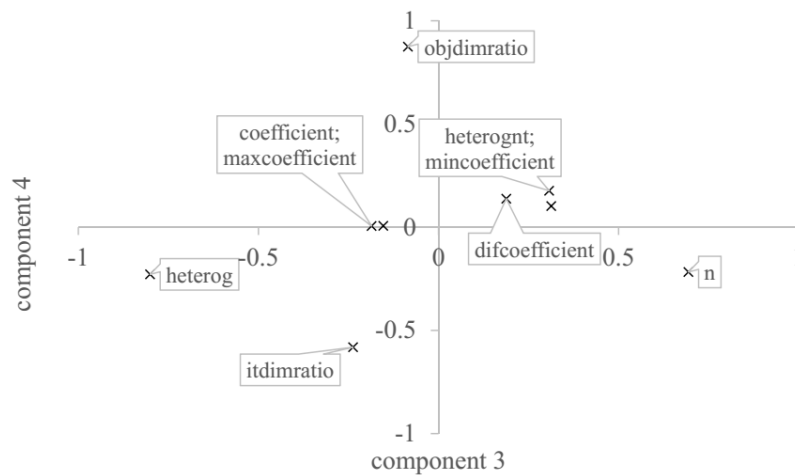 1
objdimratio
coefficient;
maxcoefficient
0.5
heterognt;
mincoefficient
component 4
0
-1
-0.5
0
0.5
difcoefficient
heterog
n
-0.5
itdimratio
-1
component 3